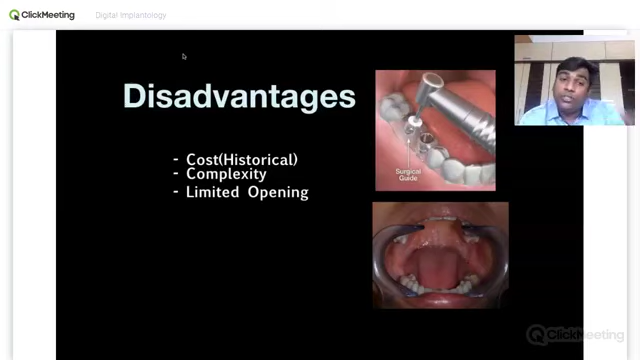 ClickMeeting
Digital Implantology
Disadvantages
- Cost(Historical)
- Complexity
- Limited Opening
Surgical
Guide
ClickMeeting